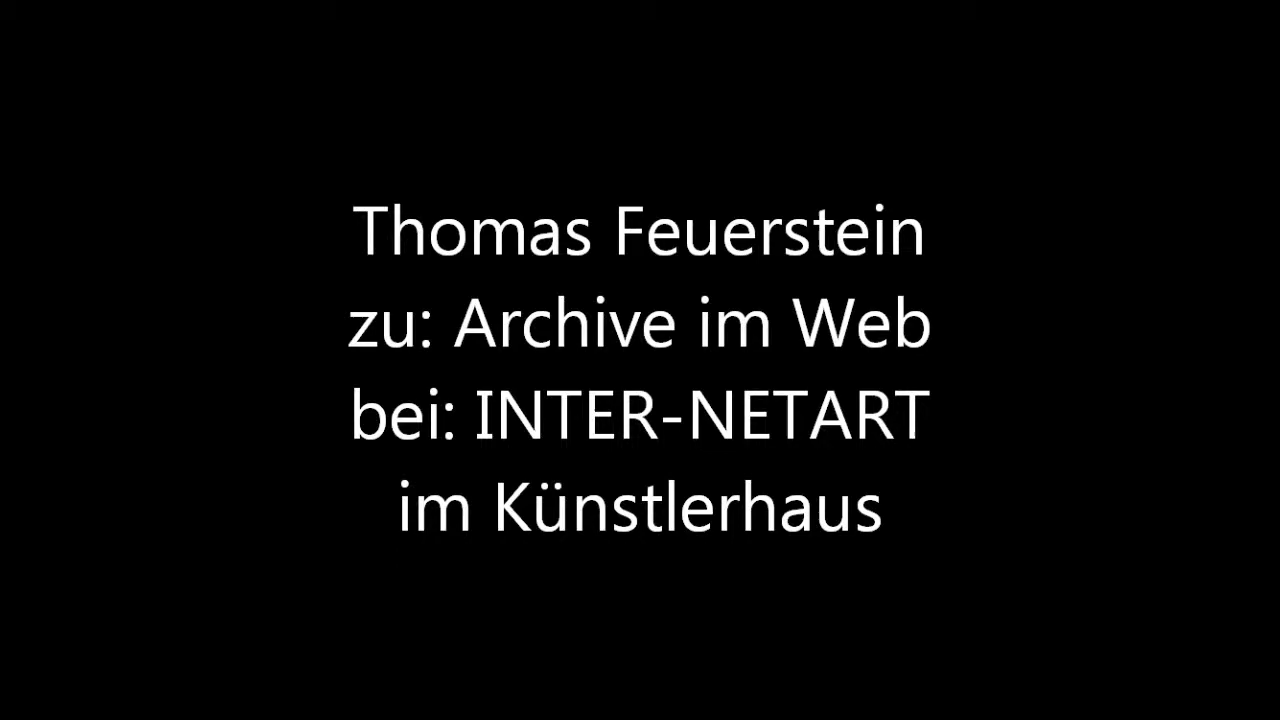 Thomas Feuerstein
zu: Archive im Web
bei: INTER-NETART
im Künstlerhaus